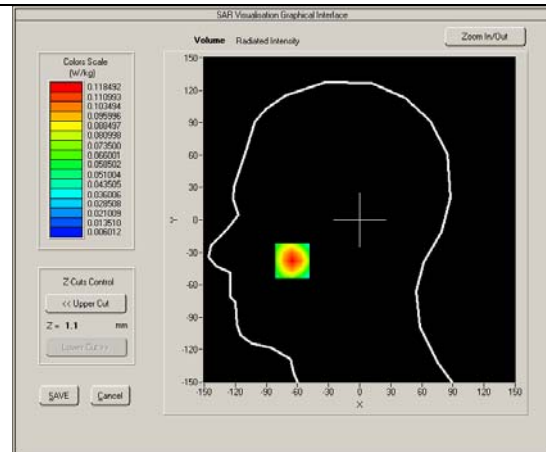 SAR Visualisation Graphical Interface
Volume Radiated Intensity
Zoom In/Out
Colors Scale
(W/kg)
0.118492
0.110993
0.103494
0.095996
0.088497
0.080998
0.073500
0.066001
0.058502
0.051004
0.043505
0.036006
0.028508
0.021009
0.013510
0.006012
Z Cuts Control
<< Upper Cut
Z = 1.1 mm
Lower Cut >>
SAVE Cancel
150
120
90
60
30
0
-30
-60
-90
-120
-150
Y
-150 -120 -90 -60 -30 0 30 60 90 120 150
X